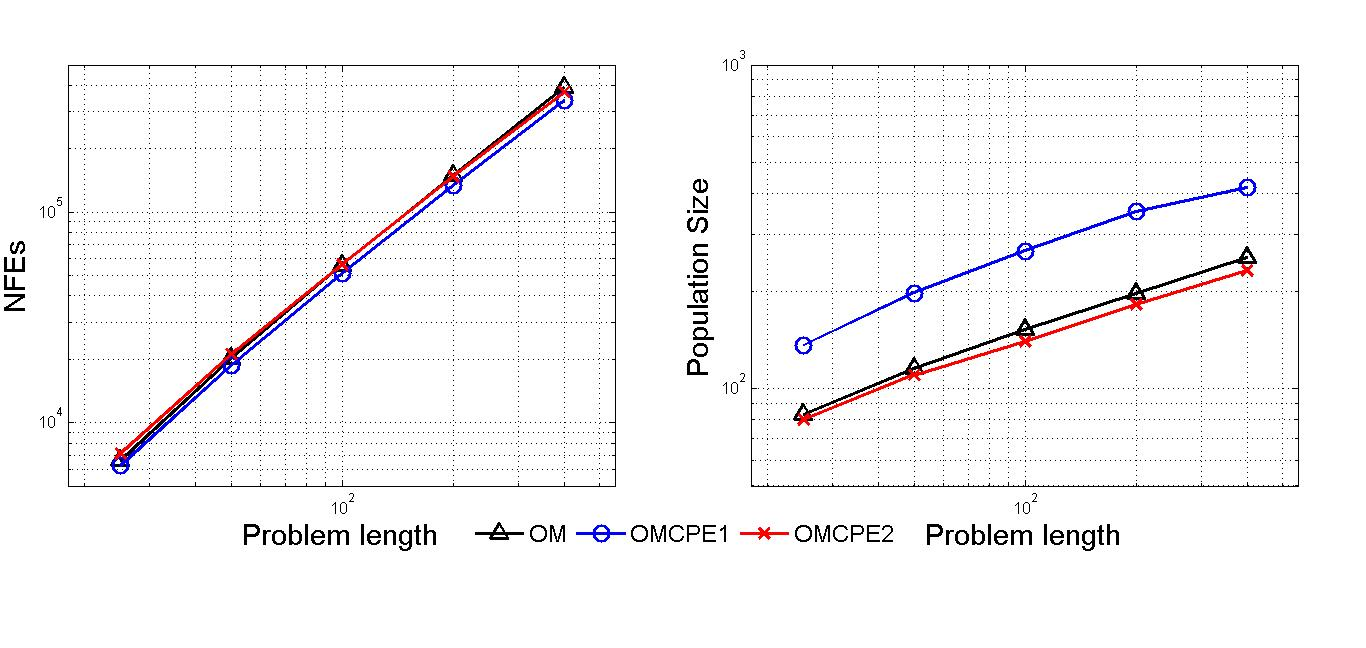 NFEs
10^5
10^4
10^2
Problem length
Population Size
10^3
10^2
10^2
Problem length
OM OMCPE1 OMCPE2